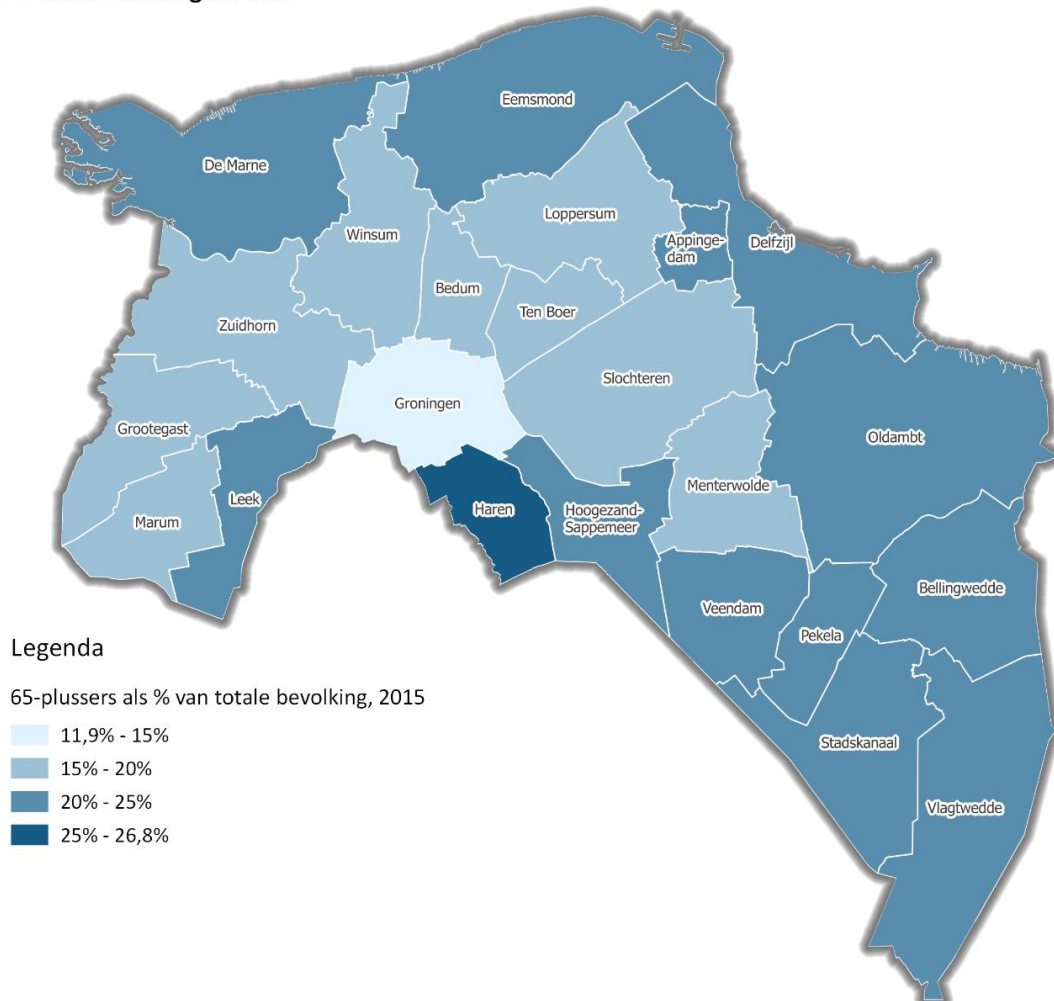 Eemsmond
De Marne
Loppersum
Winsum
Appinge-
dam
Delfzijl
Bedum
Ten Boer
Zuidhorn
Slochteren
Groningen
Grootegast
Oldambt
Menterwolde
Leek
Haren
Hoogezand-
Sappemeer
Marum
Bellingwedde
Veendam
Pekela
Stadskanaal
Vlagtwedde
Legenda
65-plussers als % van totale bevolking, 2015
11,9% - 15%
15% - 20%
20% - 25%
25% - 26,8%